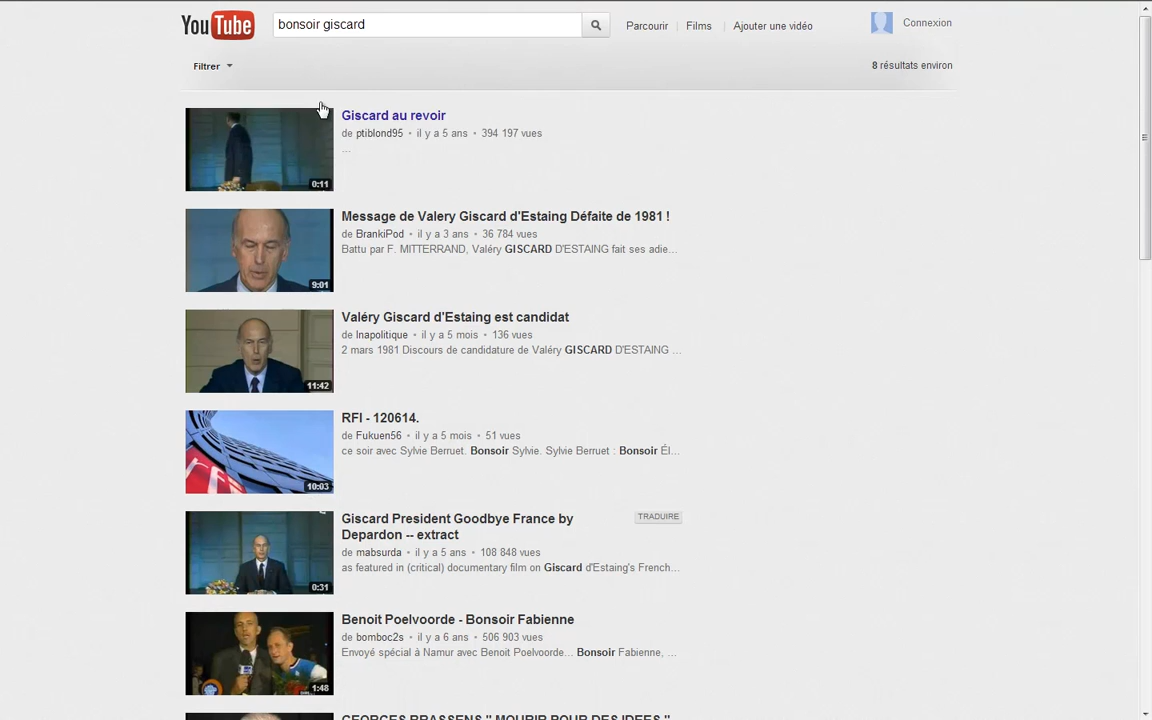 YouTube
bonsoir giscard
Parcourir
Films
Ajouter une vidéo
Connexion
Filtrer
8 résultats environ
0:11
Giscard au revoir
de ptiblond95 • il y a 5 ans • 394 197 vues
...
9:01
Message de Valery Giscard d'Estaing Défaite de 1981 !
de BrankiPod • il y a 3 ans • 36 784 vues
Battu par F. MITTERRAND, Valéry GISCARD D'ESTAING fait ses adie...
11:42
Valéry Giscard d'Estaing est candidat
de Inapolitique • il y a 5 mois • 136 vues
2 mars 1981 Discours de candidature de Valéry GISCARD D'ESTAING ...
10:03
RFI - 120614.
de Fukuen56 • il y a 5 mois • 51 vues
ce soir avec Sylvie Berruet. Bonsoir Sylvie. Sylvie Berruet : Bonsoir Él...
0:31
Giscard President Goodbye France by
Depardon -- extract
TRADUIRE
de mabsurda • il y a 5 ans • 108 848 vues
as featured in (critical) documentary film on Giscard d'Estaing's French...
1:48
Benoit Poelvoorde - Bonsoir Fabienne
de bomboc2s • il y a 6 ans • 506 903 vues
Envoyé spécial à Namur avec Benoit Poelvoorde... Bonsoir Fabienne, ...
GEORGES BRASSENS " MOURIR POUR DES IDEES "